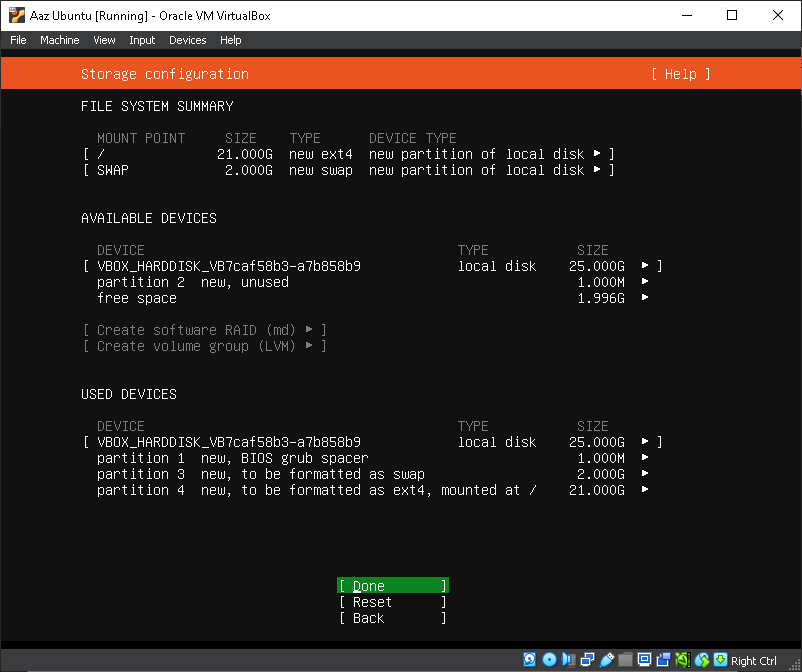 Aaz Ubuntu [Running] - Oracle VM VirtualBox
File Machine View Input Devices Help
Storage configuration [ Help ]
FILE SYSTEM SUMMARY
MOUNT POINT SIZE TYPE DEVICE TYPE
[ / 21.000G new ext4 new partition of local disk ▸ ]
[ SWAP 2.000G new swap new partition of local disk ▸ ]
AVAILABLE DEVICES
DEVICE TYPE SIZE
[ VBOX_HARDDISK_VB7caf58b3-a7b858b9 local disk 25.000G ▸ ]
partition 2 new, unused 1.000M ▸
free space 1.996G ▸
[ Create software RAID (md) ▸ ]
[ Create volume group (LVM) ▸ ]
USED DEVICES
DEVICE TYPE SIZE
[ VBOX_HARDDISK_VB7caf58b3-a7b858b9 local disk 25.000G ▸ ]
partition 1 new, BIOS grub spacer 1.000M ▸
partition 3 new, to be formatted as swap 2.000G ▸
partition 4 new, to be formatted as ext4, mounted at / 21.000G ▸
[ Done ]
[ Reset ]
[ Back ]
Right Ctrl